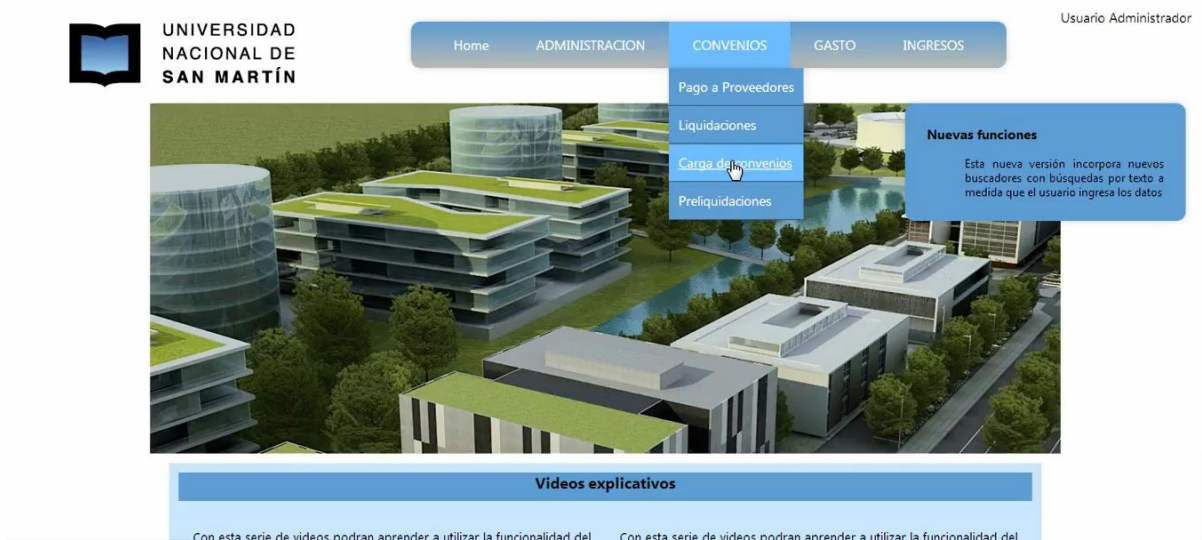 UNIVERSIDAD
NACIONAL DE
SAN MARTÍN
Usuario Administrador
Home ADMINISTRACION CONVENIOS GASTO INGRESOS
Pago a Proveedores
Liquidaciones
Carga de convenios
Preliquidaciones
Nuevas funciones
Esta nueva versión incorpora nuevos
buscadores con búsquedas por texto a
medida que el usuario ingresa los datos
Videos explicativos
Con esta serie de videos podran aprender a utilizar la funcionalidad del
Con esta serie de videos podran aprender a utilizar la funcionalidad del